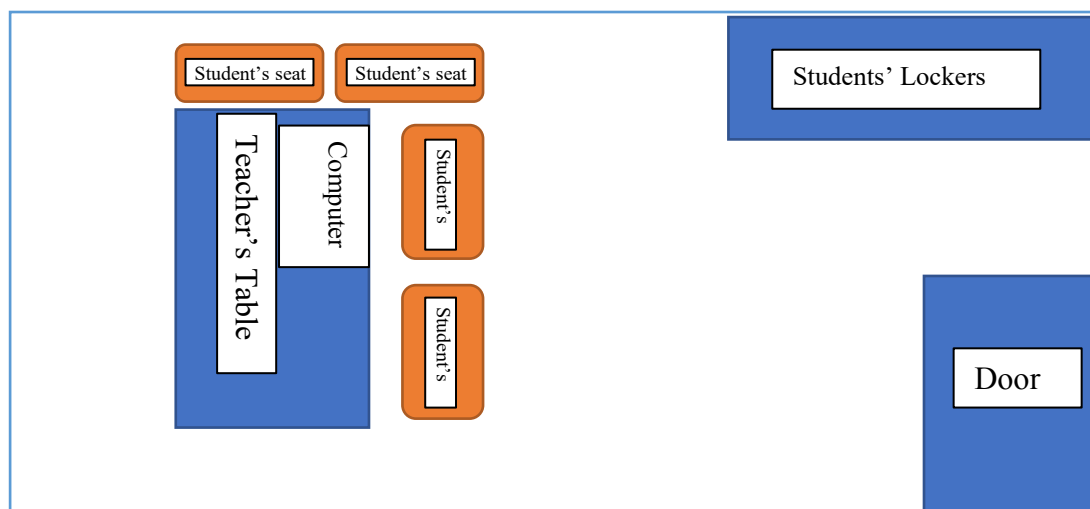 Student’s seat
Student’s seat
Students’ Lockers
Teacher’s Table
Computer
Student’s
Student’s
Door